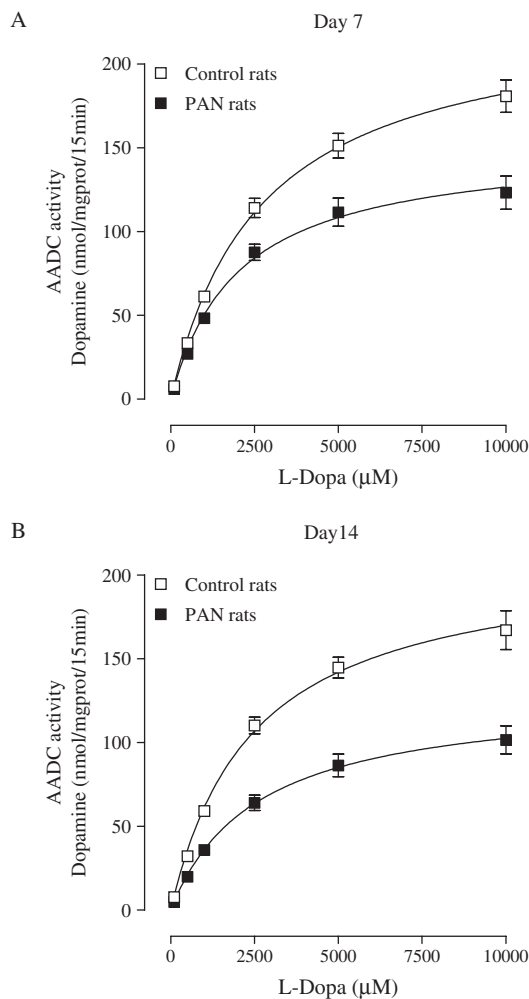 A
Day 7
200
150
100
50
0
AADC activity
Dopamine (nmol/mgprot/15min)
Control rats
PAN rats
0 2500 5000 7500 10000
L-Dopa (μM)
B
Day14
200
150
100
50
0
AADC activity
Dopamine (nmol/mgprot/15min)
Control rats
PAN rats
0 2500 5000 7500 10000
L-Dopa (μM)